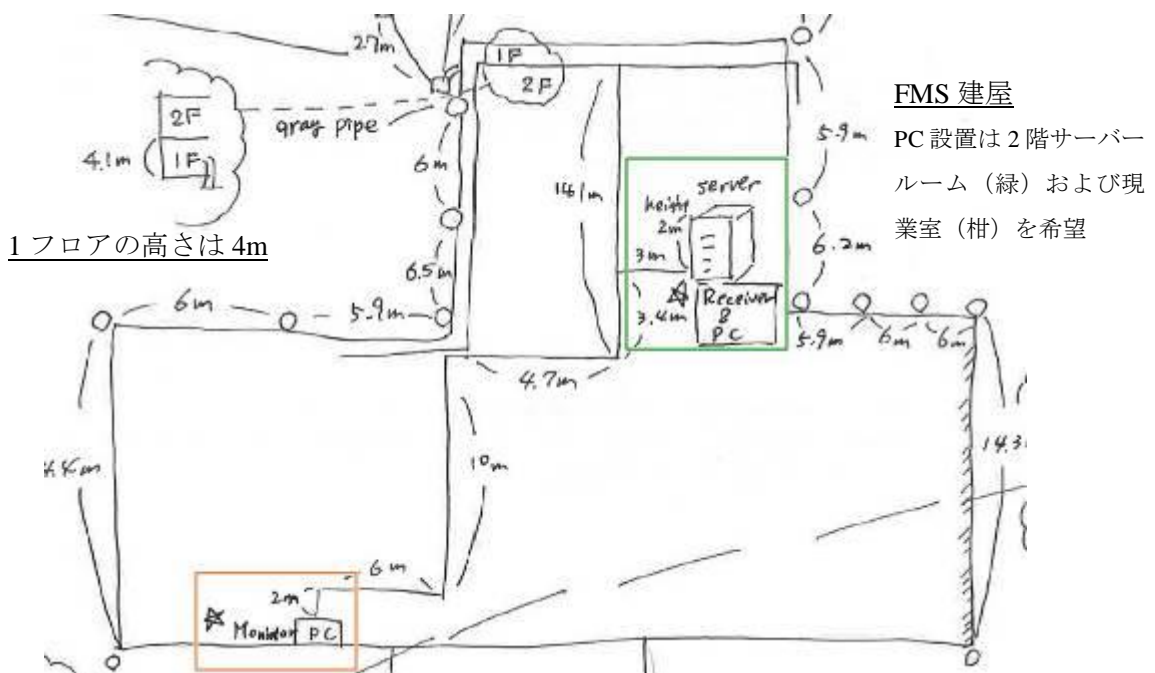 2.7m
1F
2F
FMS 建屋
PC 設置は 2 階サーバー
ルーム（緑）および現
業室（柑）を希望
2F
1F
4.1m
gray pipe
6m
5.9m
server
height
2m
3m
6.2m
1 フロアの高さは 4m
6.5m
Receiver
&
PC
3.4m
6m
5.9m
5.9m
6m
6m
4.7m
10m
14.3
6m
2m
Monitor
PC